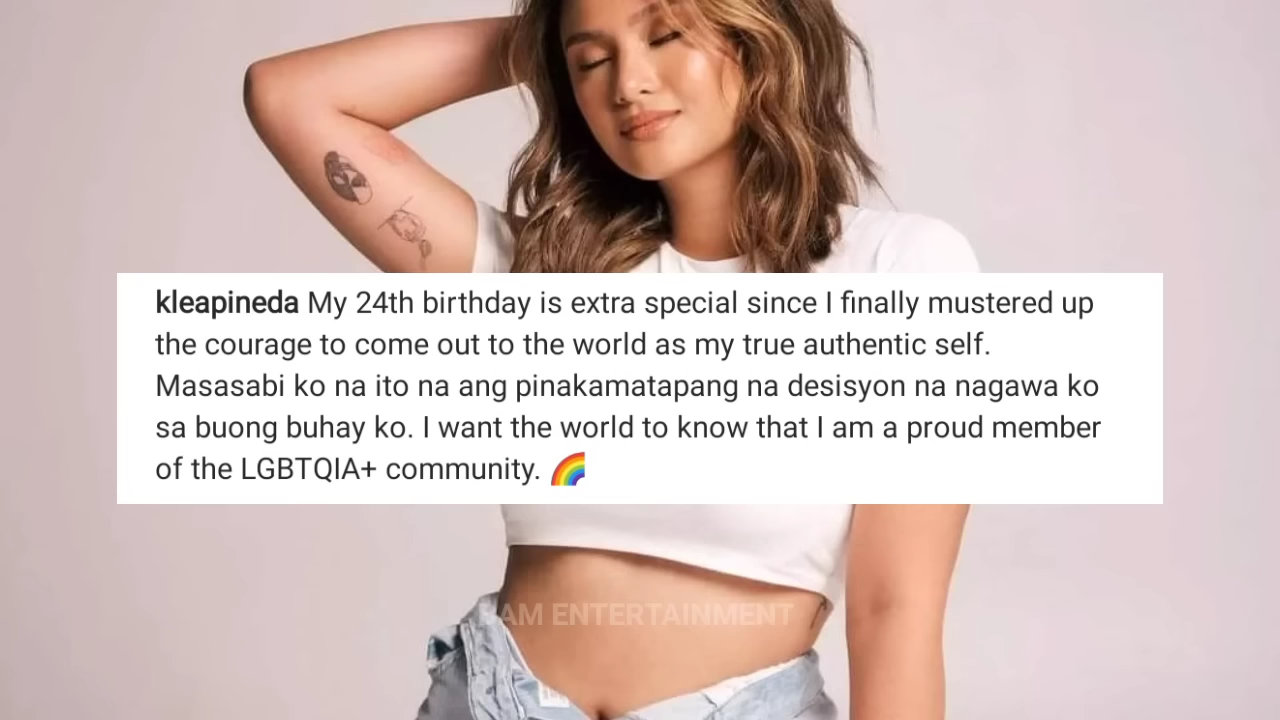 kleapineda My 24th birthday is extra special since I finally mustered up
the courage to come out to the world as my true authentic self.
Masasabi ko na ito na ang pinakamatapang na desisyon na nagawa ko
sa buong buhay ko. I want the world to know that I am a proud member
of the LGBTQIA+ community. 🌈
BAM ENTERTAINMENT